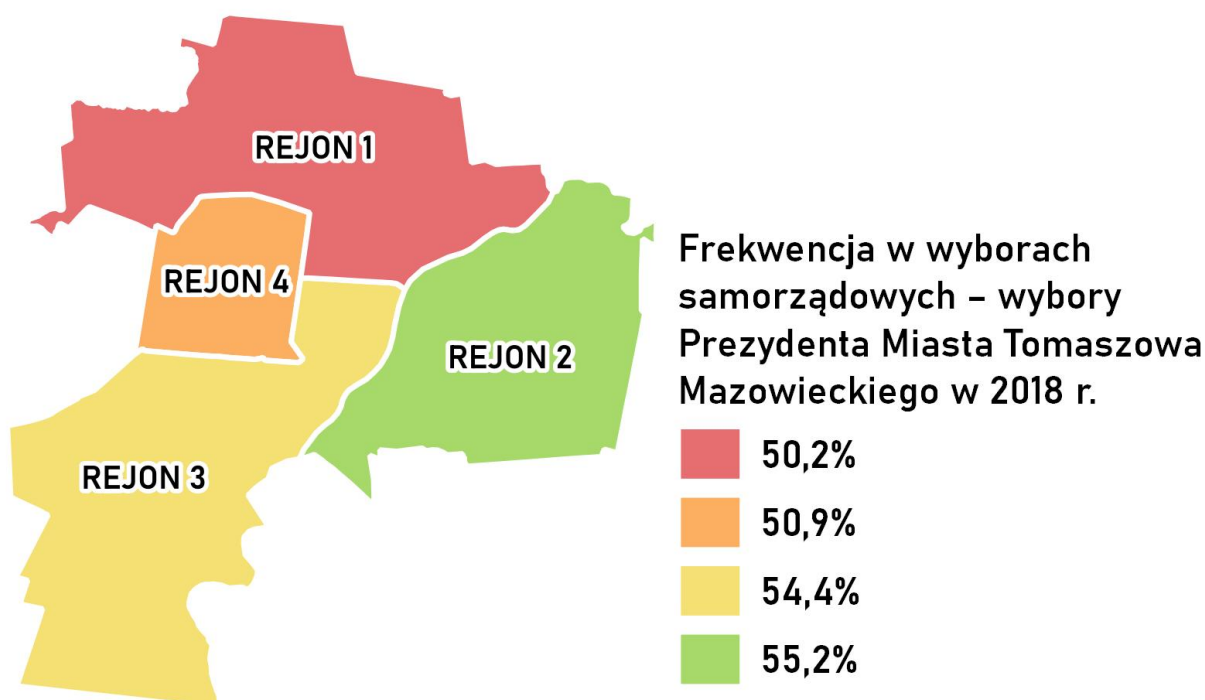 REJON 1
REJON 4
REJON 2
REJON 3
Frekwencja w wyborach
samorządowych – wybory
Prezydenta Miasta Tomaszowa
Mazowieckiego w 2018 r.
50,2%
50,9%
54,4%
55,2%